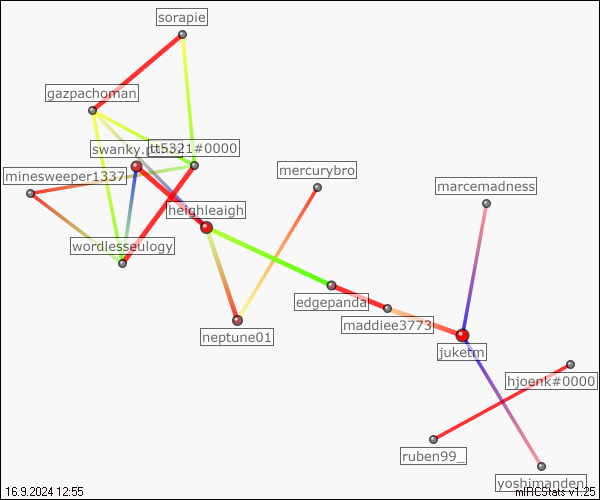 sorapie
gazpachoman
tt5321#0000
mercurybro
minesweeper1337
marcemadness
heighleaigh
wordlesseulogy
edgepanda
maddiee3773
neptune01
juketm
hjoenk#0000
ruben99_
yoshimanden
16.9.2024 12:55
mIRCStats v1.25